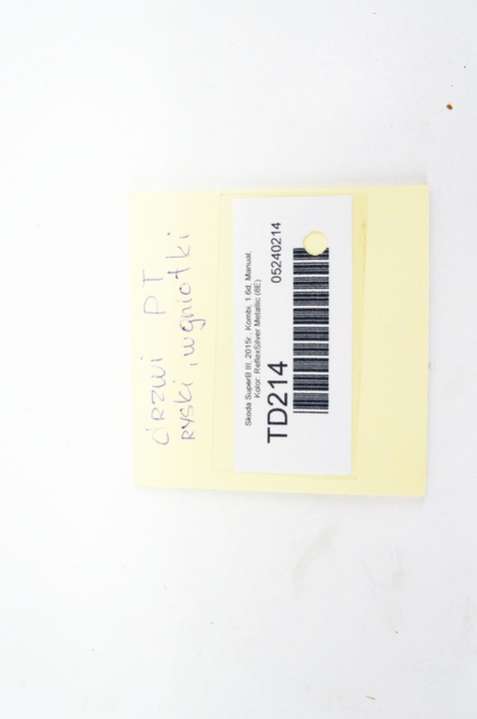 DRZWI PT
RYSKI, wgniotki
Skoda SuperB III, 2015r., Kombi, 1.6d, Manual,
Kolor: ReflexSilver Metallic (8E)
TD214
05240214